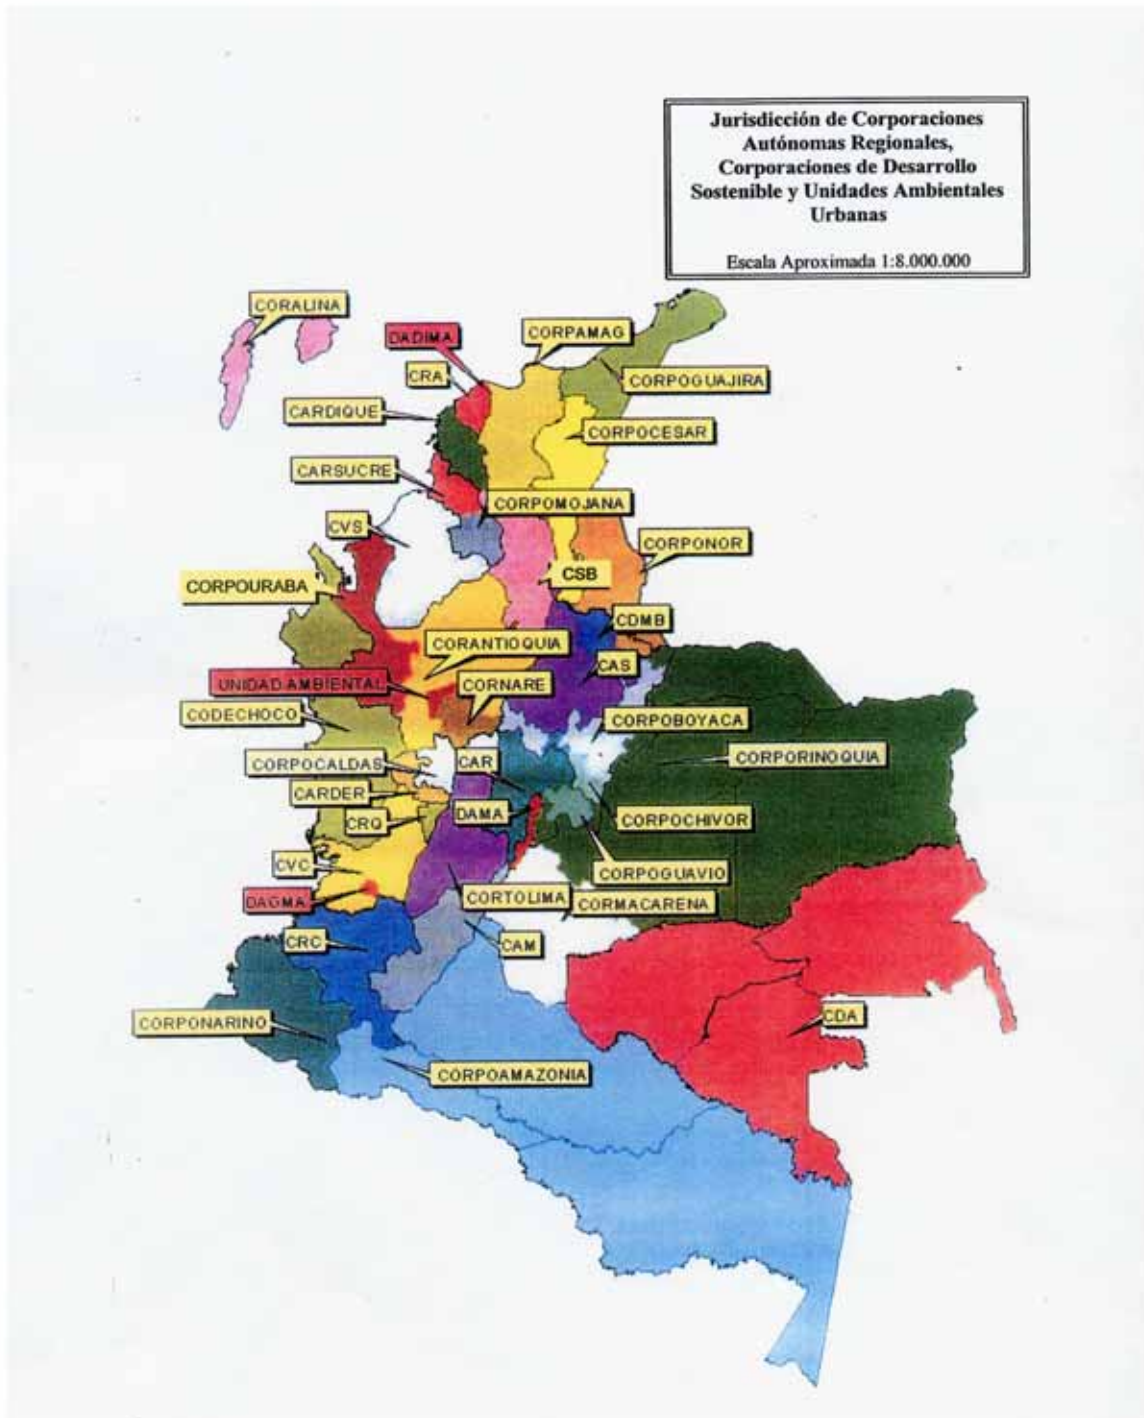 Jurisdicción de Corporaciones
Autónomas Regionales,
Corporaciones de Desarrollo
Sostenible y Unidades Ambientales
Urbanas
Escala Aproximada 1:8.000.000
CORALINA
DADIMA
CORPAMAG
CRA
CORPOGUAJIRA
CARDIQUE
CORPOCESAR
CARSUCRE
CORPOMOJANA
CVS
CORPONOR
CORPOURABA
CSB
CDMB
CORANTIOQUIA
CAS
UNIDAD AMBIENTAL
CORNARE
CODECHOCO
CORPOBOYACA
CORPOCALDAS
CAR
CORPORINOQUIA
CARDER
DAMA
CRQ
CORPOCHIVOR
CVC
CORPOGUAVIO
DAGMA
CORTOLIMA
CORMACARENA
CRC
CAM
CORPONARINO
CDA
CORPOAMAZONIA